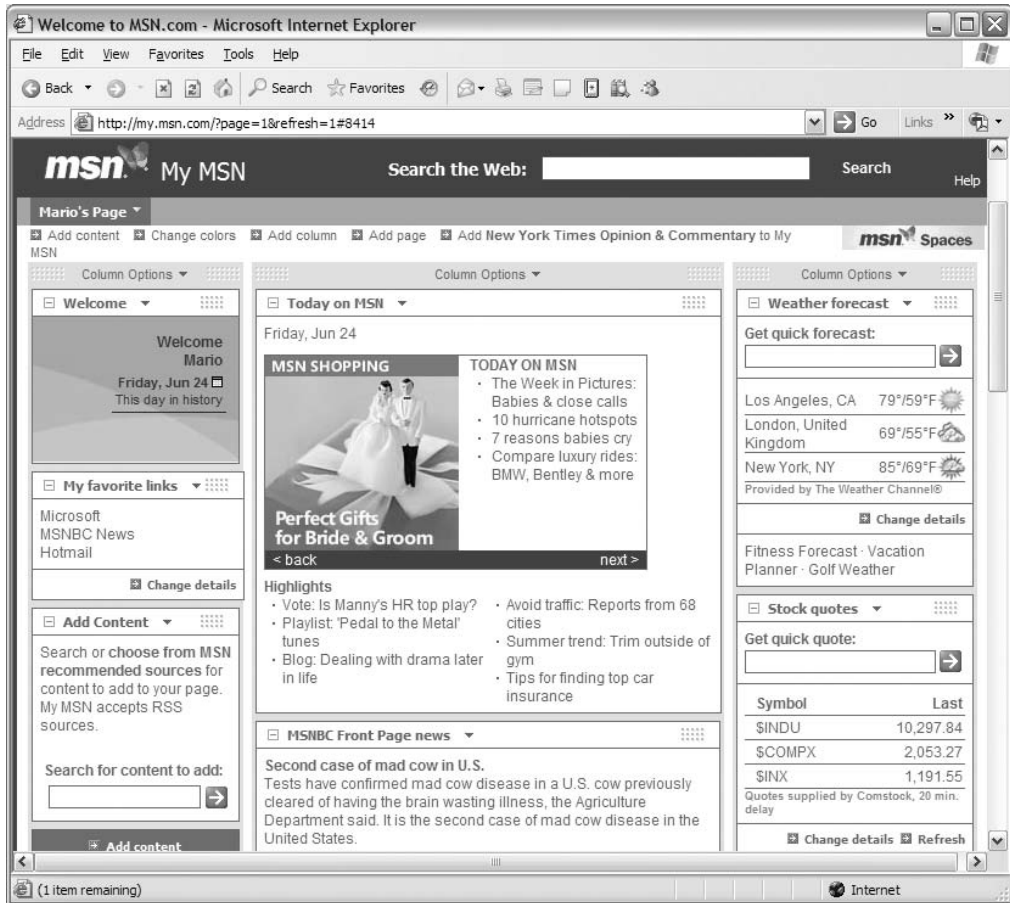 Welcome to MSN.com - Microsoft Internet Explorer
File Edit View Favorites Tools Help
Back Search Favorites
Address http://my.msn.com/?page=1&refresh=1#8414 Go Links »
msn My MSN Search the Web: Search Help
Mario's Page
Add content Change colors Add column Add page Add New York Times Opinion & Commentary to My
MSN
msn Spaces
Column Options
Welcome
Welcome
Mario
Friday, Jun 24
This day in history
My favorite links
Microsoft
MSNBC News
Hotmail
Change details
Add Content
Search or choose from MSN
recommended sources for
content to add to your page.
My MSN accepts RSS
sources.
Search for content to add:
Add content
Column Options
Today on MSN
Friday, Jun 24
MSN SHOPPING
Perfect Gifts
for Bride & Groom
TODAY ON MSN
· The Week in Pictures:
Babies & close calls
· 10 hurricane hotspots
· 7 reasons babies cry
· Compare luxury rides:
BMW, Bentley & more
< back next >
Highlights
· Vote: Is Manny's HR top play?
· Playlist: 'Pedal to the Metal'
tunes
· Blog: Dealing with drama later
in life
· Avoid traffic: Reports from 68
cities
· Summer trend: Trim outside of
gym
· Tips for finding top car
insurance
MSNBC Front Page news
Second case of mad cow in U.S.
Tests have confirmed mad cow disease in a U.S. cow previously
cleared of having the brain wasting illness, the Agriculture
Department said. It is the second case of mad cow disease in the
United States.
Column Options
Weather forecast
Get quick forecast:
Los Angeles, CA 79°/59°F
London, United
Kingdom 69°/55°F
New York, NY 85°/69°F
Provided by The Weather Channel®
Change details
Fitness Forecast · Vacation
Planner · Golf Weather
Stock quotes
Get quick quote:
Symbol Last
$INDU 10,297.84
$COMPX 2,053.27
$INX 1,191.55
Quotes supplied by Comstock, 20 min.
delay
Change details Refresh
(1 item remaining) Internet